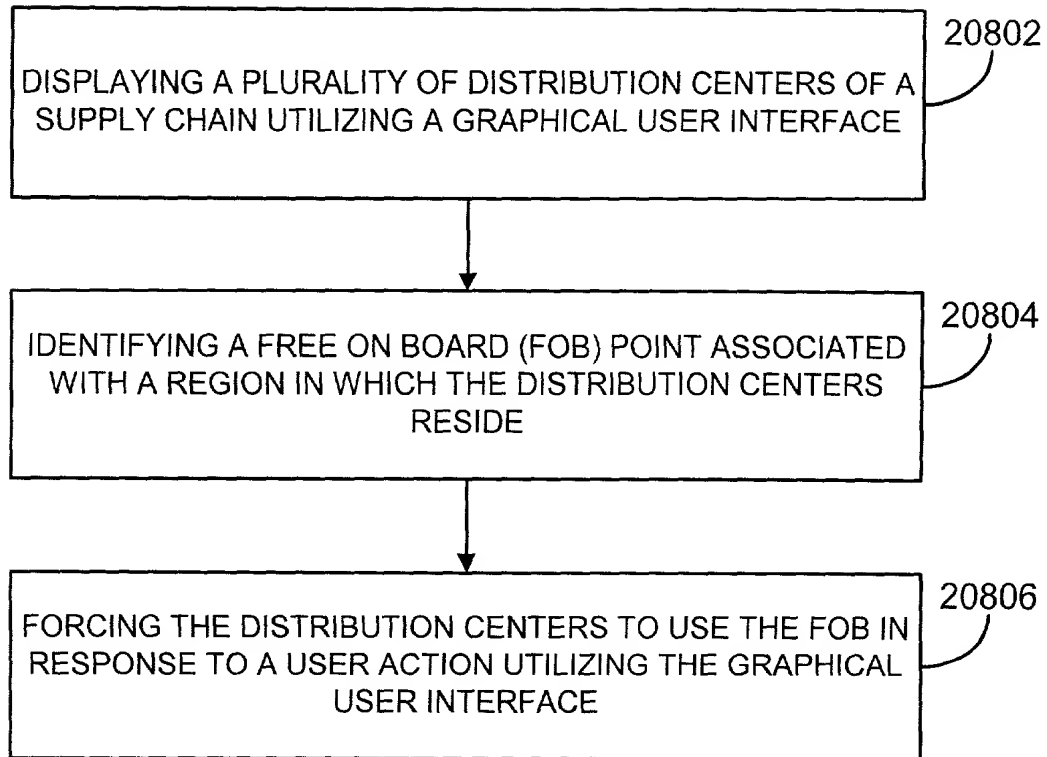 20802
DISPLAYING A PLURALITY OF DISTRIBUTION CENTERS OF A
SUPPLY CHAIN UTILIZING A GRAPHICAL USER INTERFACE
20804
IDENTIFYING A FREE ON BOARD (FOB) POINT ASSOCIATED
WITH A REGION IN WHICH THE DISTRIBUTION CENTERS
RESIDE
20806
FORCING THE DISTRIBUTION CENTERS TO USE THE FOB IN
RESPONSE TO A USER ACTION UTILIZING THE GRAPHICAL
USER INTERFACE